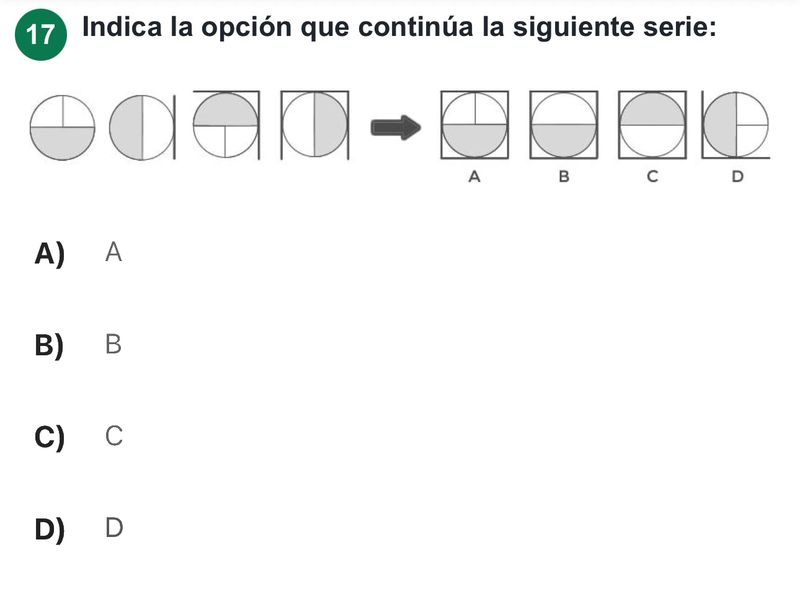 17 Indica la opción que continúa la siguiente serie:
A B C D
A) A
B) B
C) C
D) D